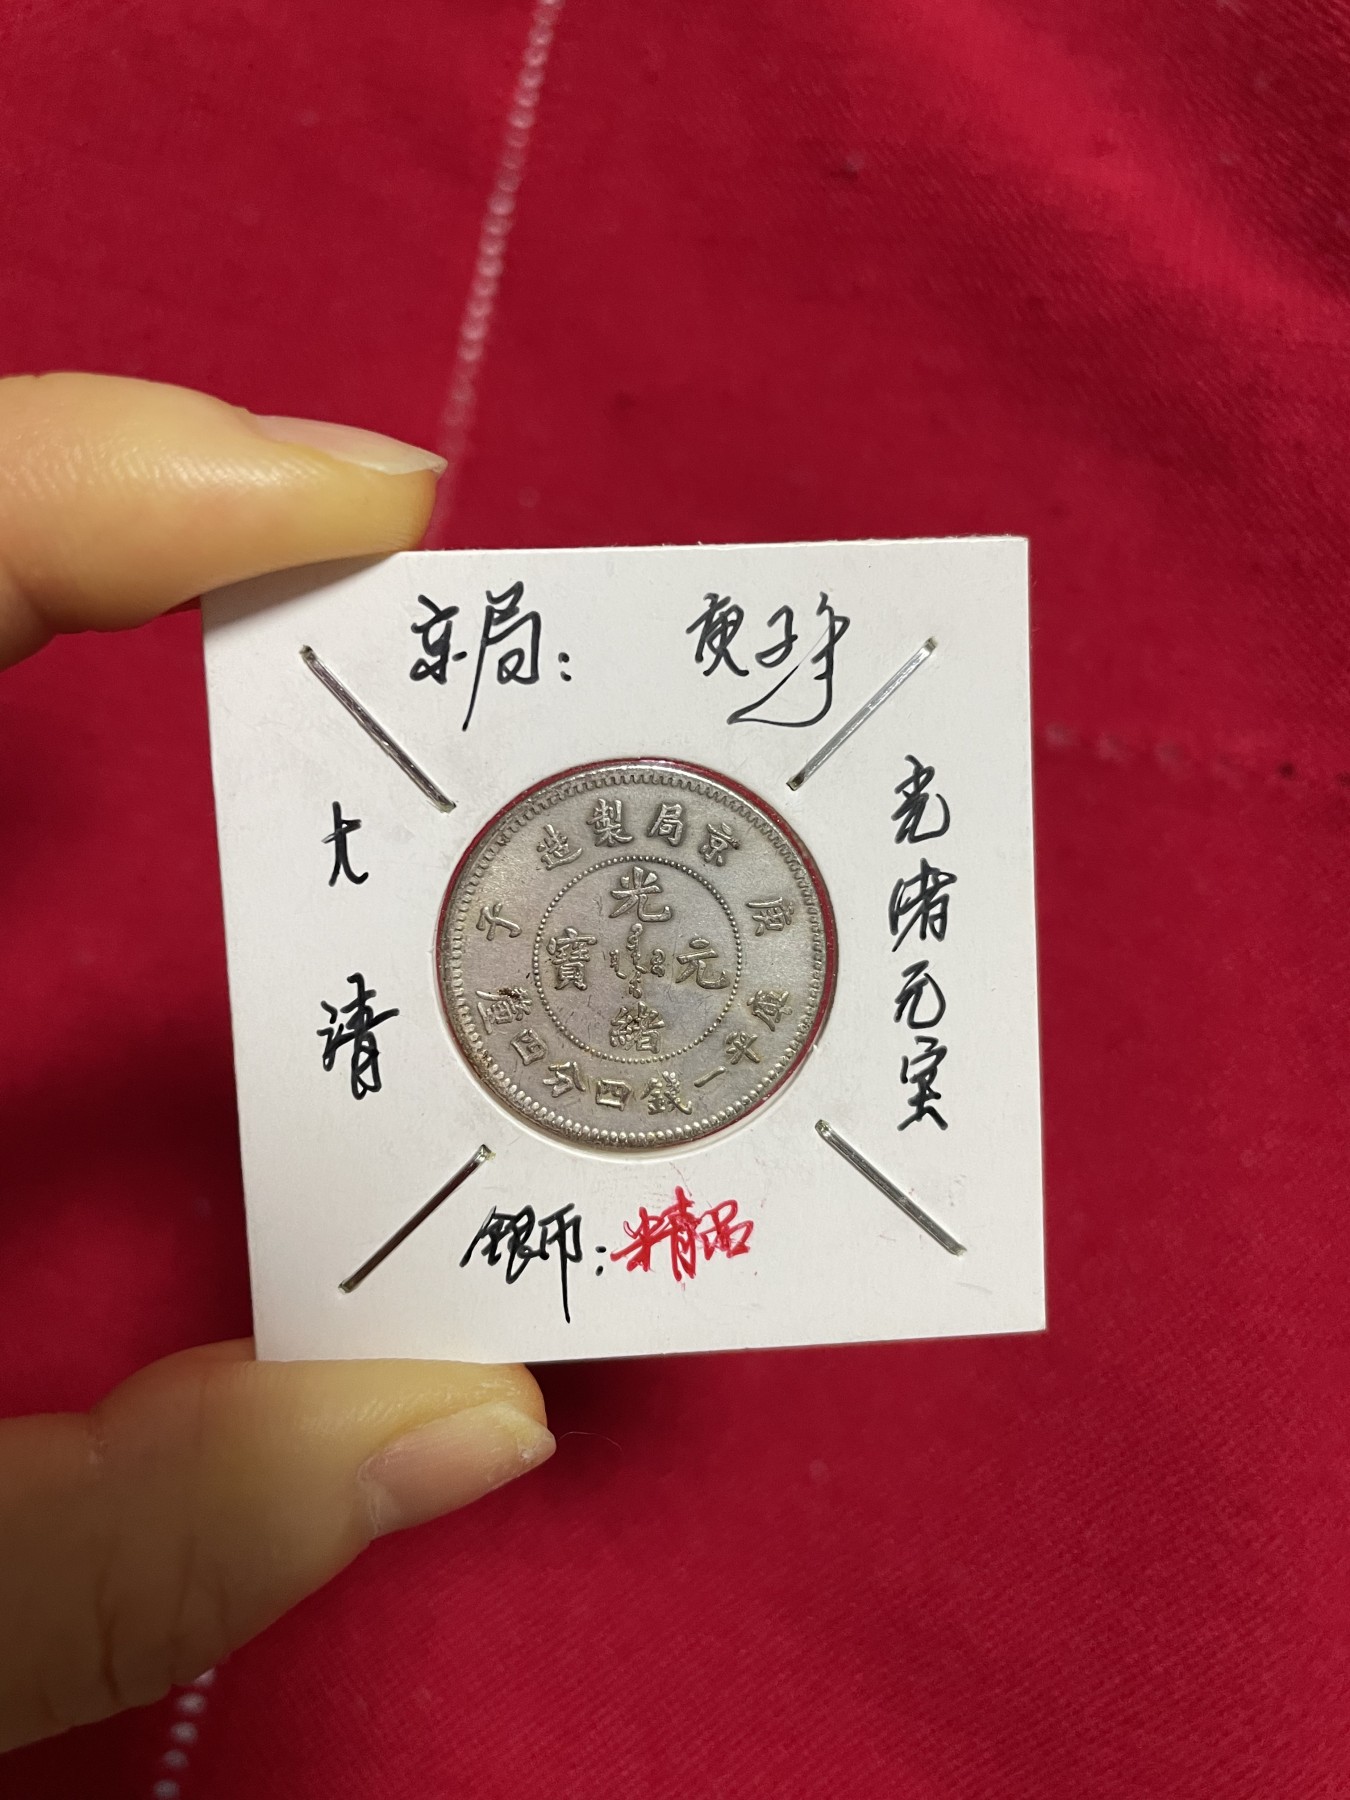 京局: 庚子年
大清
光绪元宝
京局製造
庚子
光緒元寶
庫平一錢四分四釐
银币:精品